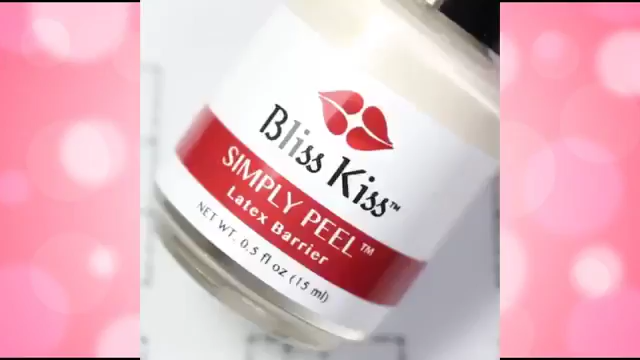 Bliss Kiss™
SIMPLY PEEL™
Latex Barrier
NET WT. 0.5 fl oz (15 ml)